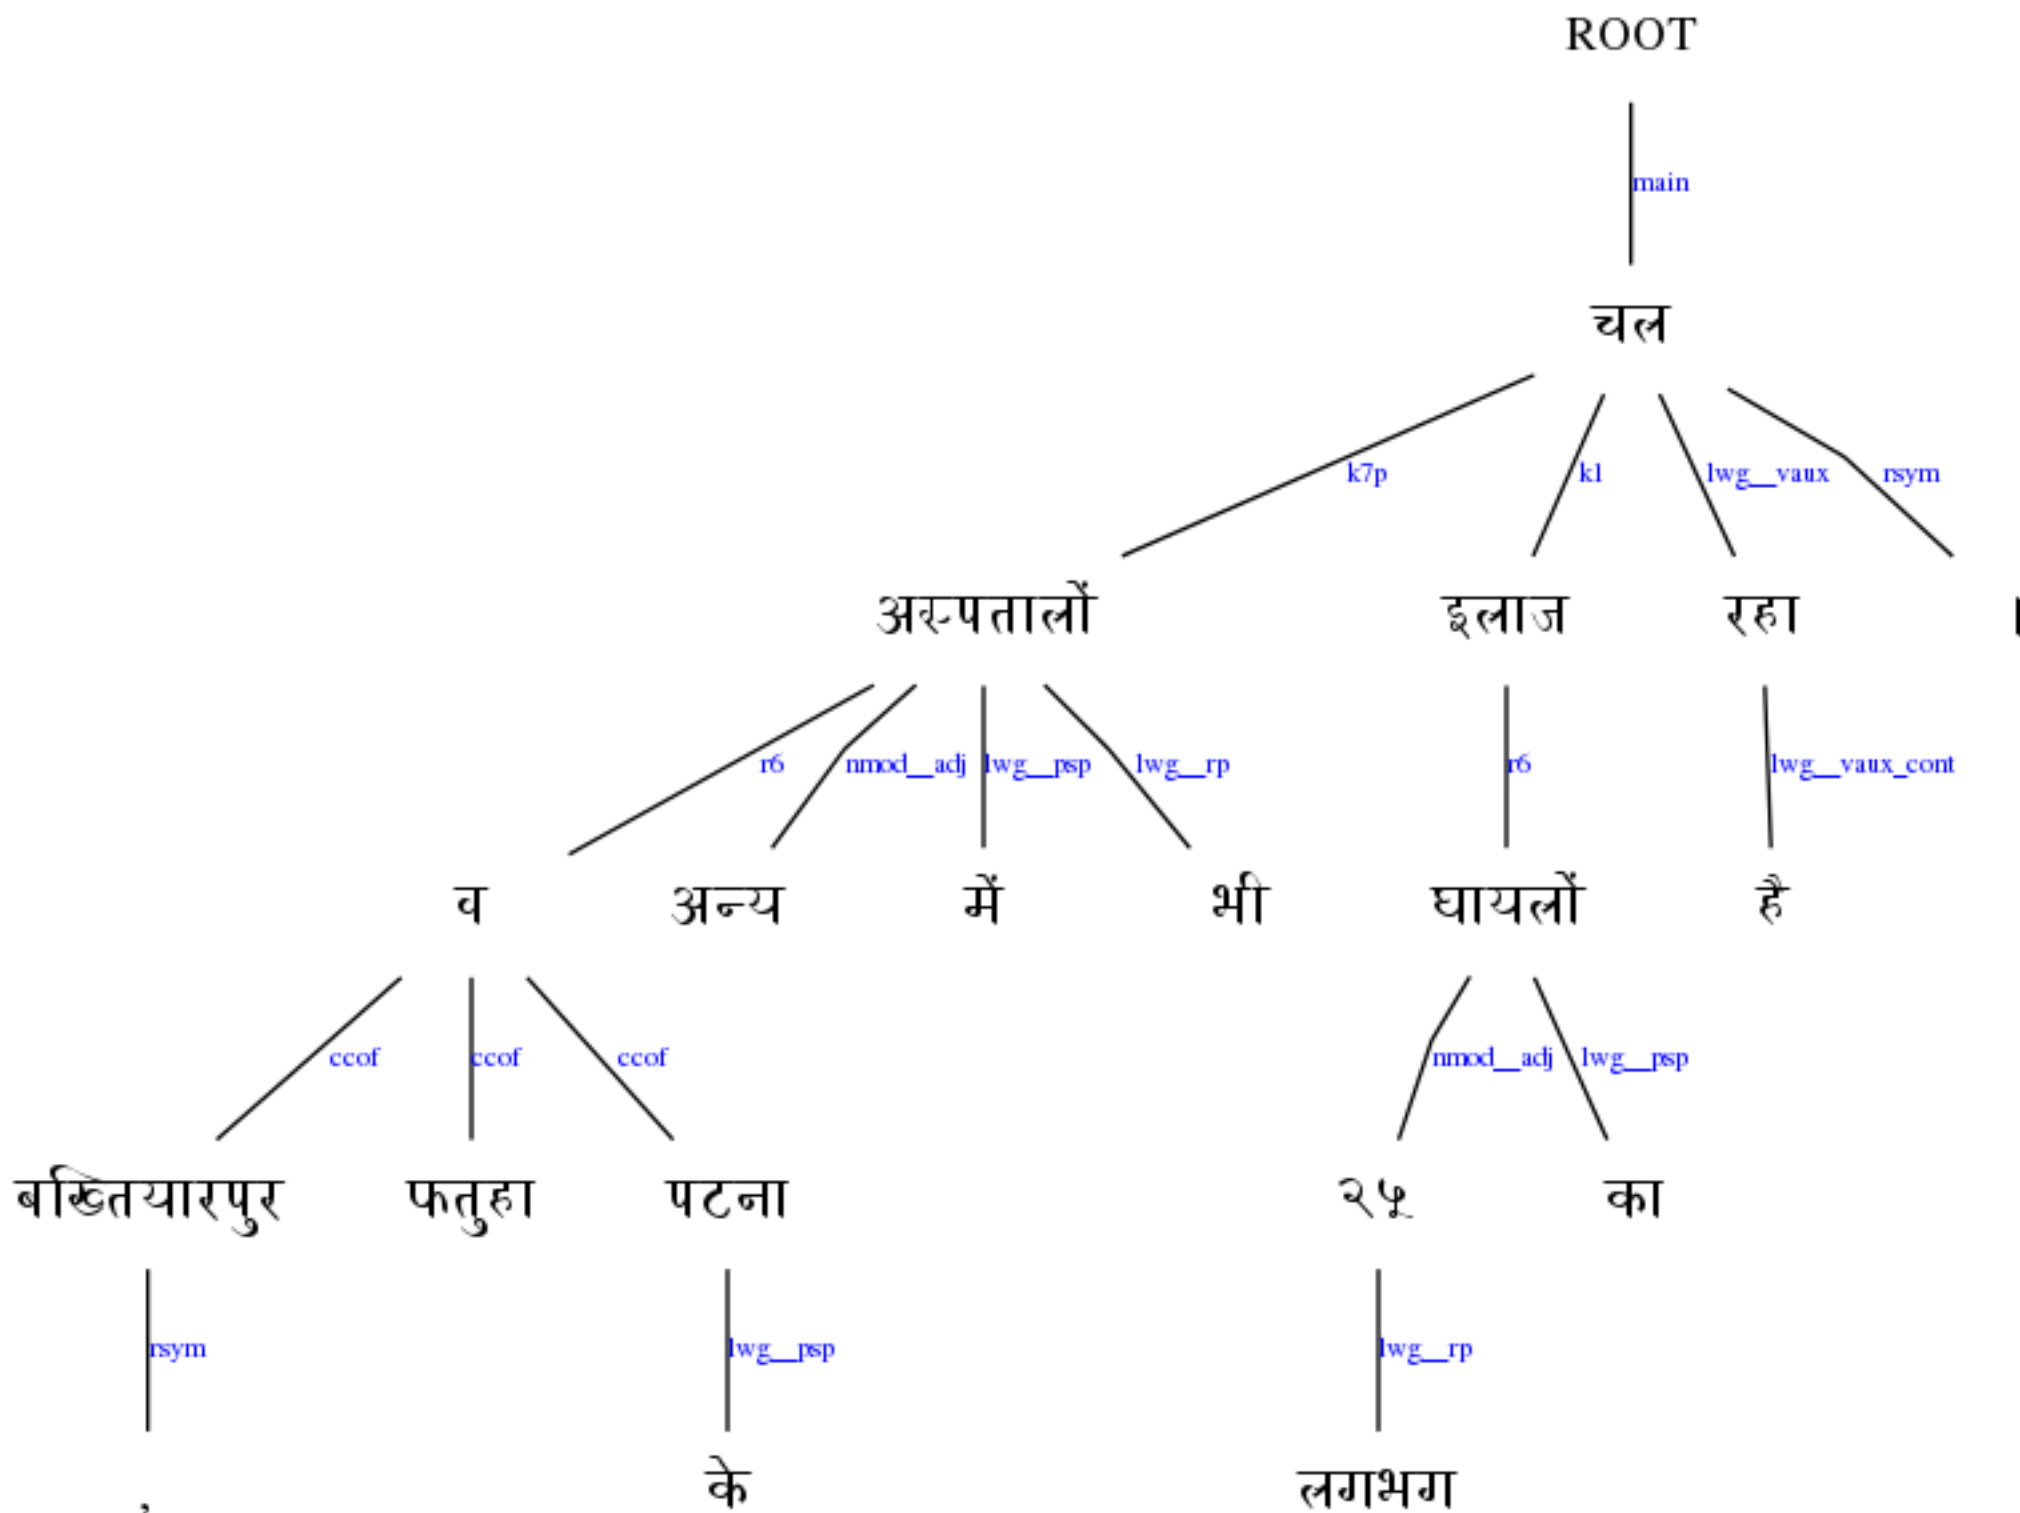 ROOT
main
चल
k7p k1 lwg__vaux rsym
अस्पतालों इलाज रहा ।
r6 nmod__adj lwg__psp lwg__rp r6 lwg__vaux_cont
व अन्य में भी घायलों है
ccof ccof ccof nmod__adj lwg__psp
बख्तियारपुर फतुहा पटना २५ का
rsym lwg__psp lwg__rp
, के लगभग